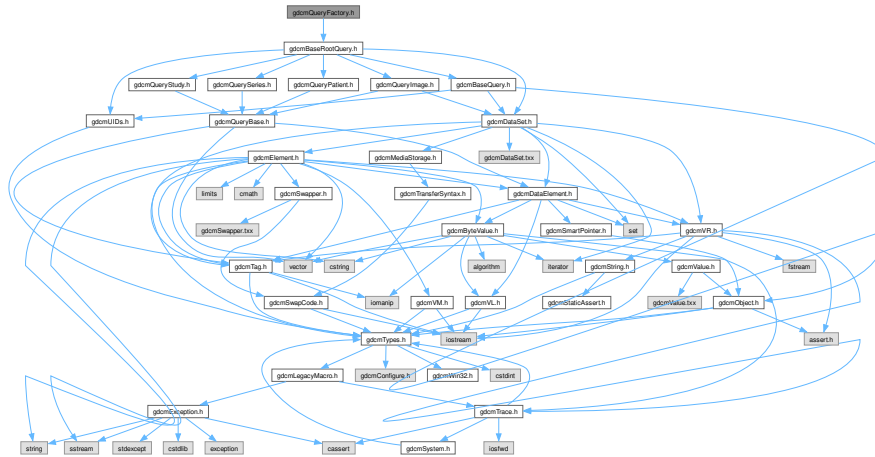 gdcmQueryFactory.h
gdcmBaseRootQuery.h
gdcmQueryStudy.h
gdcmQuerySeries.h
gdcmQueryPatient.h
gdcmQueryImage.h
gdcmBaseQuery.h
gdcmUIDs.h
gdcmQueryBase.h
gdcmDataSet.h
gdcmElement.h
gdcmMediaStorage.h
gdcmDataSet.txx
limits
cmath
gdcmSwapper.h
gdcmTransferSyntax.h
gdcmDataElement.h
gdcmSwapper.txx
gdcmByteValue.h
gdcmSmartPointer.h
set
gdcmVR.h
gdcmTag.h
vector
cstring
algorithm
iterator
gdcmString.h
gdcmValue.h
fstream
gdcmSwapCode.h
iomanip
gdcmVM.h
gdcmVL.h
gdcmStaticAssert.h
gdcmValue.txx
gdcmObject.h
gdcmTypes.h
iostream
assert.h
gdcmLegacyMacro.h
gdcmConfigure.h
gdcmWin32.h
cstdint
gdcmException.h
gdcmTrace.h
string
sstream
stdexcept
cstdlib
exception
cassert
gdcmSystem.h
iosfwd